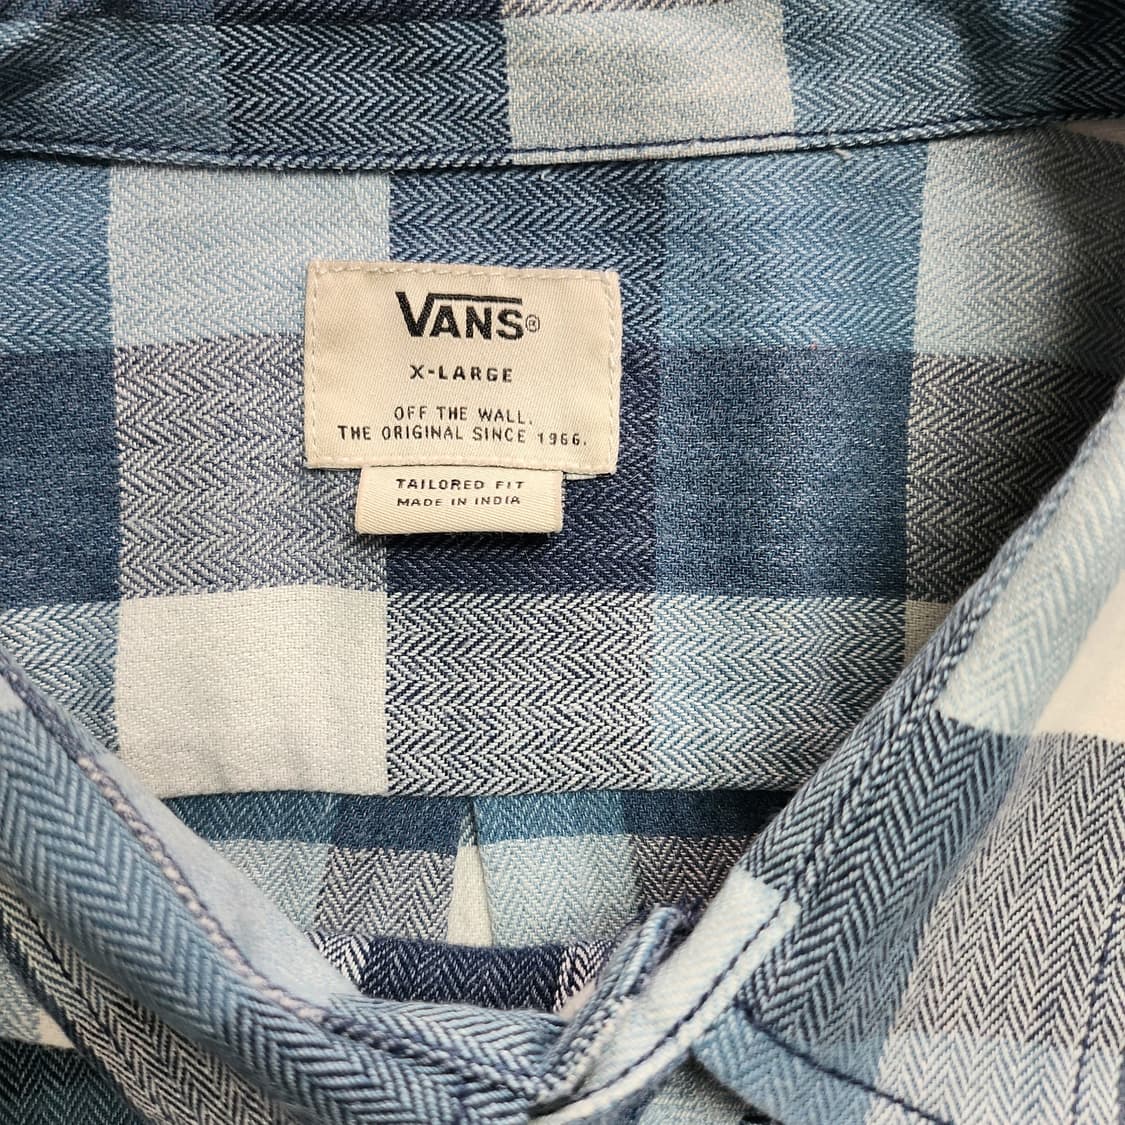 VANS®
X-LARGE
OFF THE WALL.
THE ORIGINAL SINCE 1966.
TAILORED FIT
MADE IN INDIA